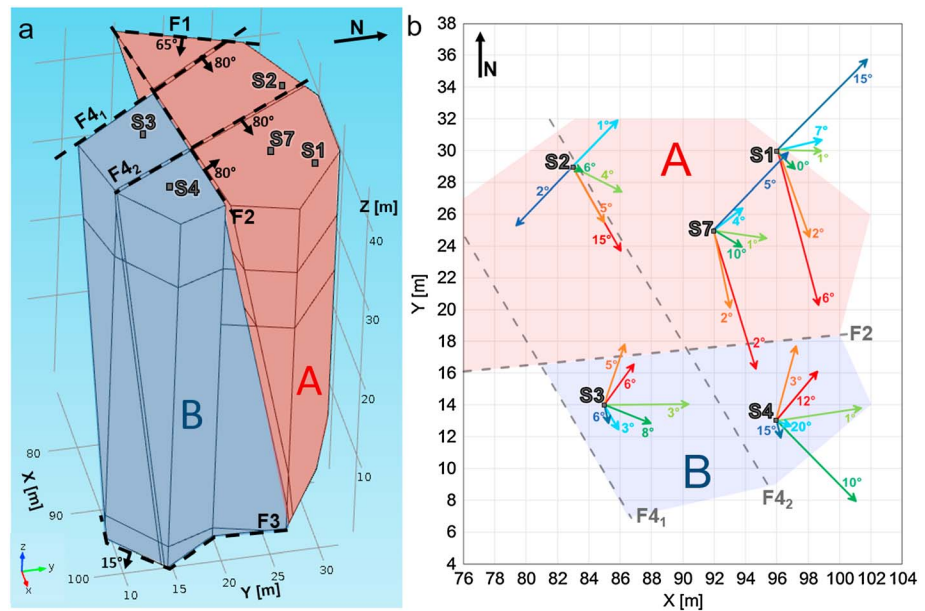 a
F1
N
65°
80°
S2
F4₁
S3
80°
S7
S1
F4₂
80°
S4
F2
Z [m]
40
30
A
20
B
80
10
X [m]
90
F3
15°
30
100
20
10
15
Y [m]
z
y
x
b
38
36
34
32
30
28
26
24
22
20
18
16
14
12
10
8
6
4
Y [m]
N
15°
1°
7°
S2
6°
A
S1
1°
0°
4°
2°
5°
5°
4°
15°
S7
1°
2°
10°
6°
2°
2°
F2
5°
6°
3°
12°
S3
3°
S4
1°
6°
3°
8°
15°
20°
B
10°
F4₁
F4₂
76 78 80 82 84 86 88 90 92 94 96 98 100 102 104
X [m]